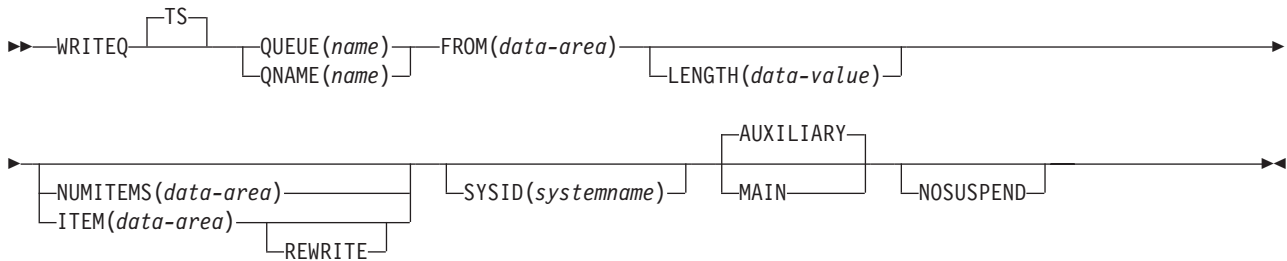 TS
WRITEQ QUEUE(name) FROM(data-area)
QNAME(name) LENGTH(data-value)
AUXILIARY
NUMITEMS(data-area) SYSID(systemname) MAIN NOSUSPEND
ITEM(data-area)
REWRITE